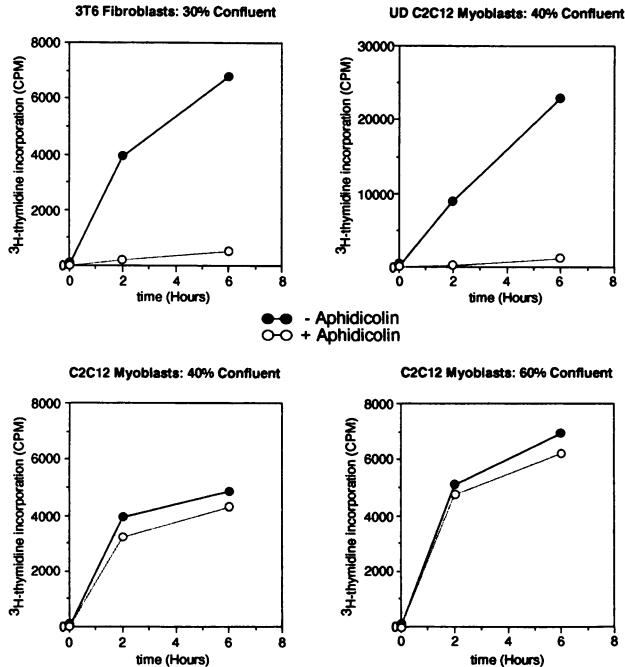 3T6 Fibroblasts: 30% Confluent
3H-thymidine incorporation (CPM)
8000
6000
4000
2000
0
0 2 4 6 8
time (Hours)
UD C2C12 Myoblasts: 40% Confluent
3H-thymidine incorporation (CPM)
30000
20000
10000
0
0 2 4 6 8
time (Hours)
- Aphidicolin
+ Aphidicolin
C2C12 Myoblasts: 40% Confluent
3H-thymidine incorporation (CPM)
8000
6000
4000
2000
0
0 2 4 6 8
time (Hours)
C2C12 Myoblasts: 60% Confluent
3H-thymidine incorporation (CPM)
8000
6000
4000
2000
0
0 2 4 6 8
time (Hours)